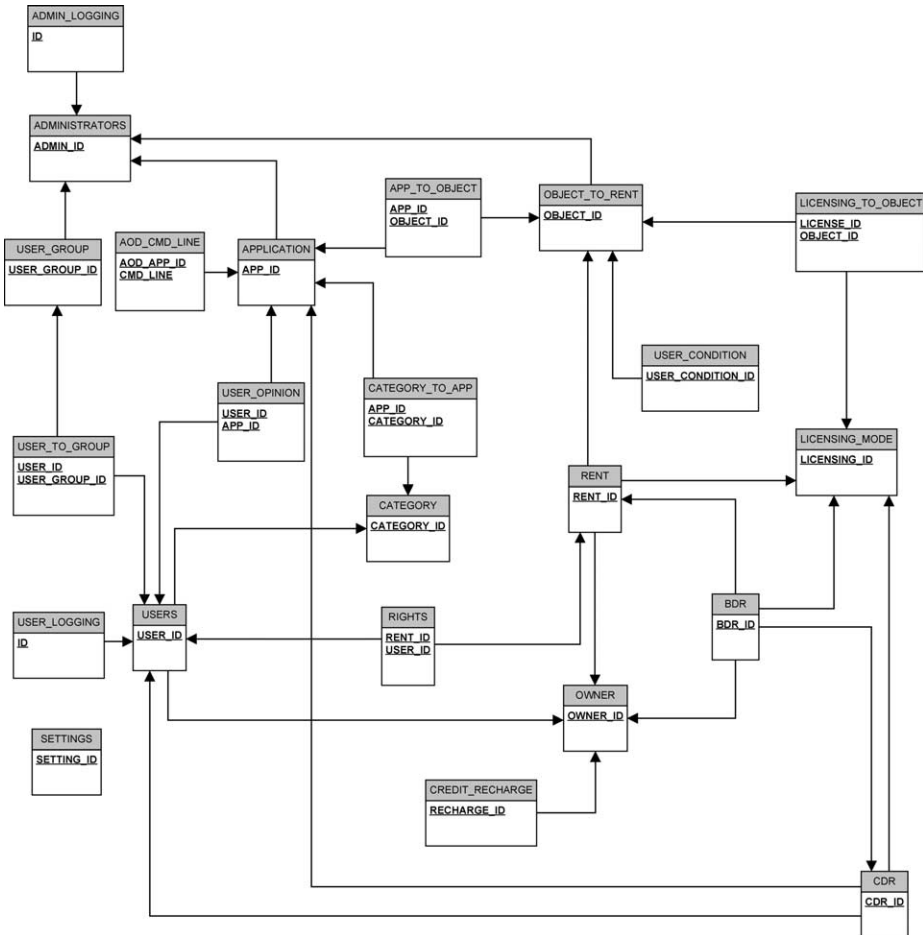 ADMIN_LOGGING
ID
ADMINISTRATORS
ADMIN_ID
APP_TO_OBJECT
APP_ID
OBJECT_ID
OBJECT_TO_RENT
OBJECT_ID
LICENSING_TO_OBJECT
LICENSE_ID
OBJECT_ID
USER_GROUP
USER_GROUP_ID
AOD_CMD_LINE
AOD_APP_ID
CMD_LINE
APPLICATION
APP_ID
USER_CONDITION
USER_CONDITION_ID
USER_OPINION
USER_ID
APP_ID
CATEGORY_TO_APP
APP_ID
CATEGORY_ID
USER_TO_GROUP
USER_ID
USER_GROUP_ID
LICENSING_MODE
LICENSING_ID
RENT
RENT_ID
CATEGORY
CATEGORY_ID
USER_LOGGING
ID
USERS
USER_ID
RIGHTS
RENT_ID
USER_ID
BDR
BDR_ID
OWNER
OWNER_ID
SETTINGS
SETTING_ID
CREDIT_RECHARGE
RECHARGE_ID
CDR
CDR_ID